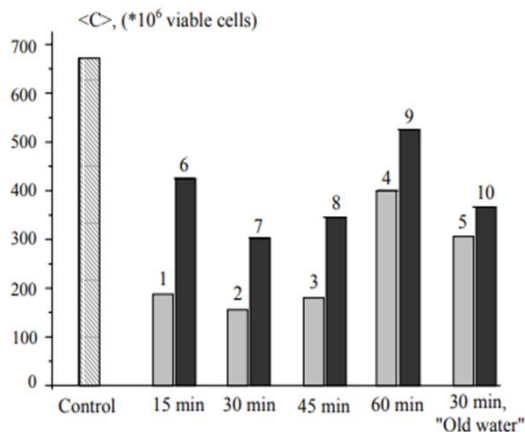 <C>, (*10⁶ viable cells)
700
600
500
400
300
200
100
0
1
6
2
7
3
8
4
9
5
10
Control
15 min
30 min
45 min
60 min
30 min,
"Old water"